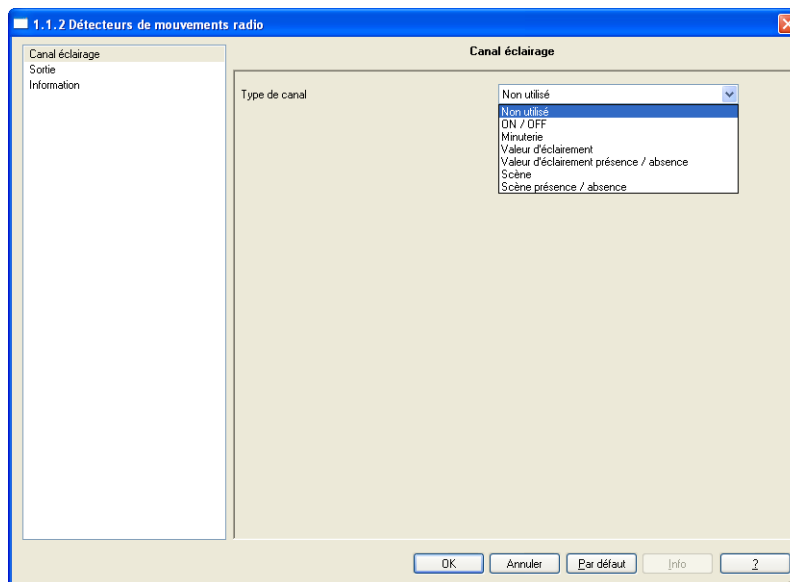 1.1.2 Détecteurs de mouvements radio
Canal éclairage
Sortie
Information
Canal éclairage
Type de canal
Non utilisé
Non utilisé
ON / OFF
Minuterie
Valeur d'éclairement
Valeur d'éclairement présence / absence
Scène
Scène présence / absence
OK
Annuler
Par défaut
Info
?